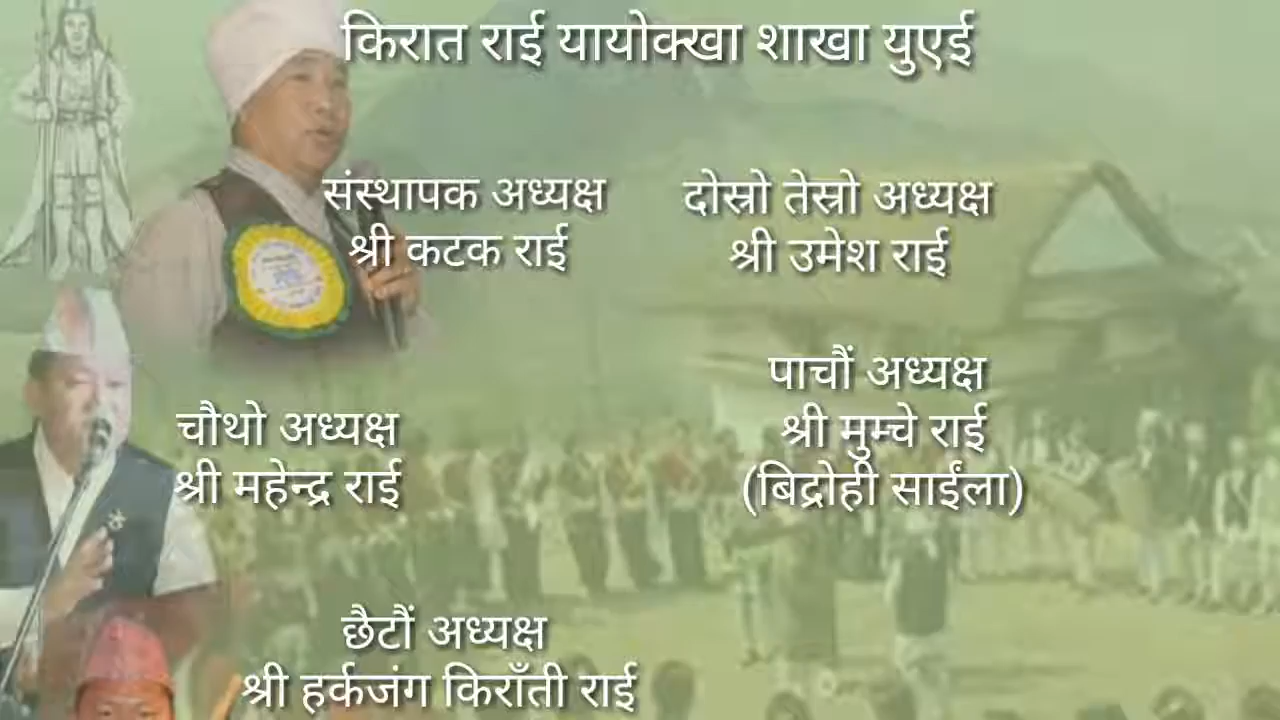 किरात राई यायोक्खा शाखा युएई
संस्थापक अध्यक्ष
श्री कटक राई
दोस्रो तेस्रो अध्यक्ष
श्री उमेश राई
चौथो अध्यक्ष
श्री महेन्द्र राई
पाचौं अध्यक्ष
श्री मुम्चे राई
(बिद्रोही साईंला)
छैटौं अध्यक्ष
श्री हर्कजंग किराँती राई